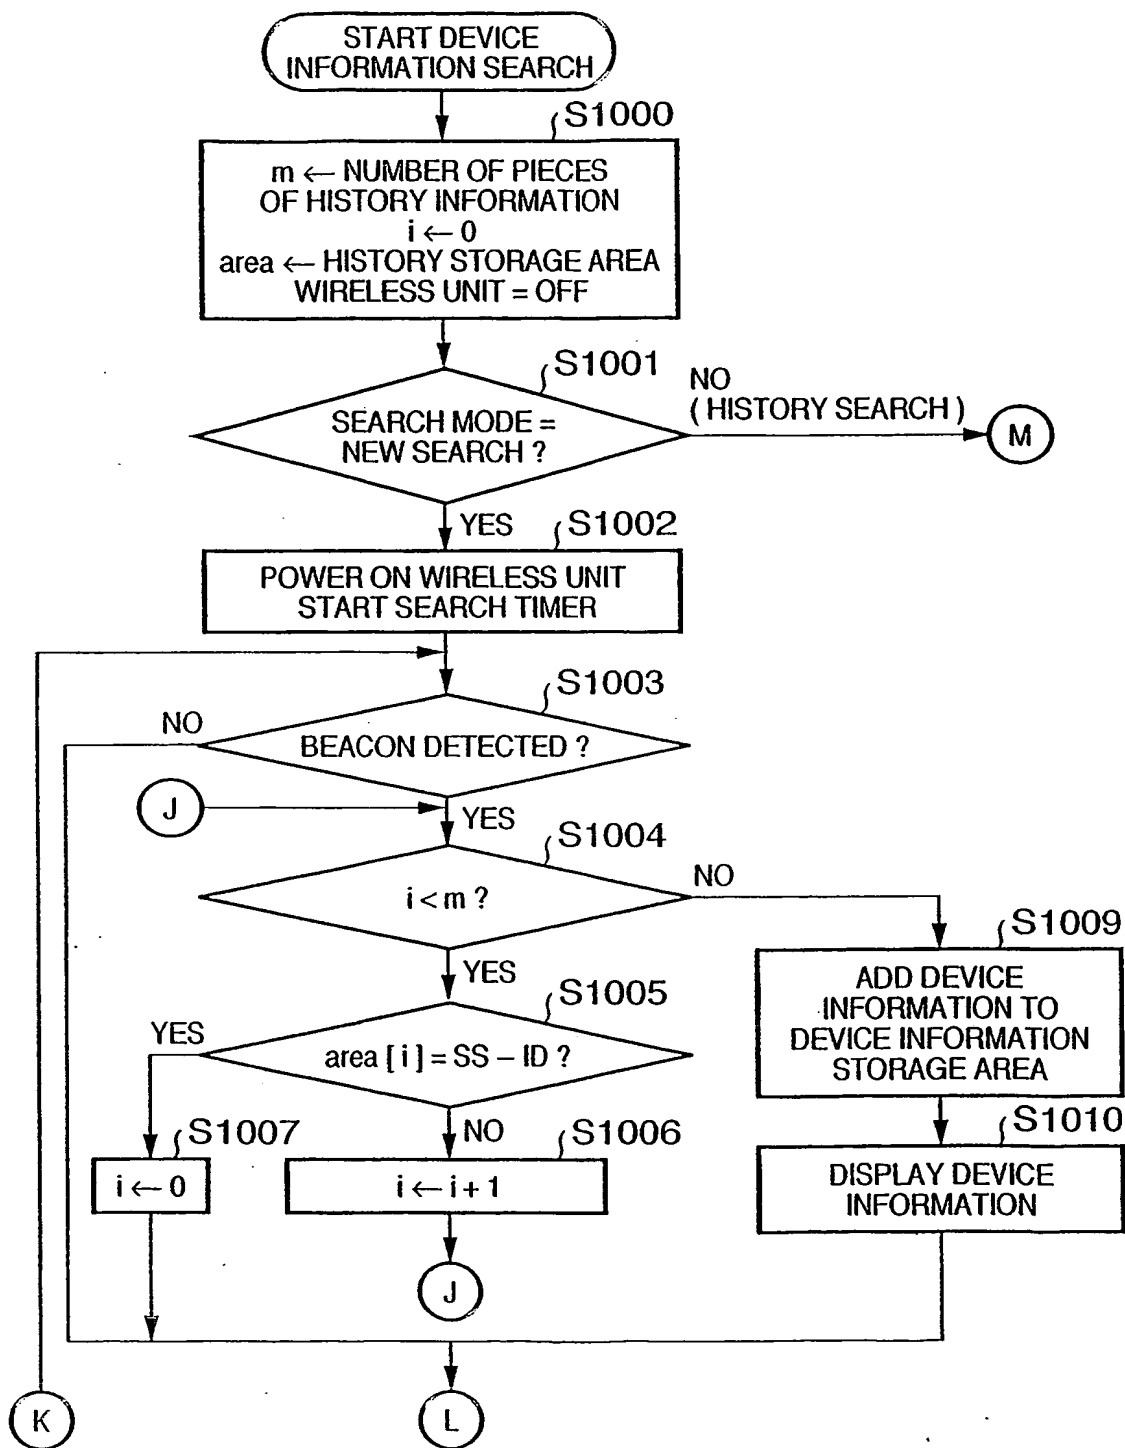 START DEVICE
INFORMATION SEARCH
S1000
m ← NUMBER OF PIECES
OF HISTORY INFORMATION
i ← 0
area ← HISTORY STORAGE AREA
WIRELESS UNIT = OFF
S1001
SEARCH MODE =
NEW SEARCH ?
NO
( HISTORY SEARCH )
M
YES
S1002
POWER ON WIRELESS UNIT
START SEARCH TIMER
S1003
NO
BEACON DETECTED ?
J
YES
S1004
i < m ?
NO
S1009
ADD DEVICE
INFORMATION TO
DEVICE INFORMATION
STORAGE AREA
YES
S1005
YES
area [ i ] = SS – ID ?
S1010
DISPLAY DEVICE
INFORMATION
S1007
i ← 0
NO
S1006
i ← i + 1
J
K
L